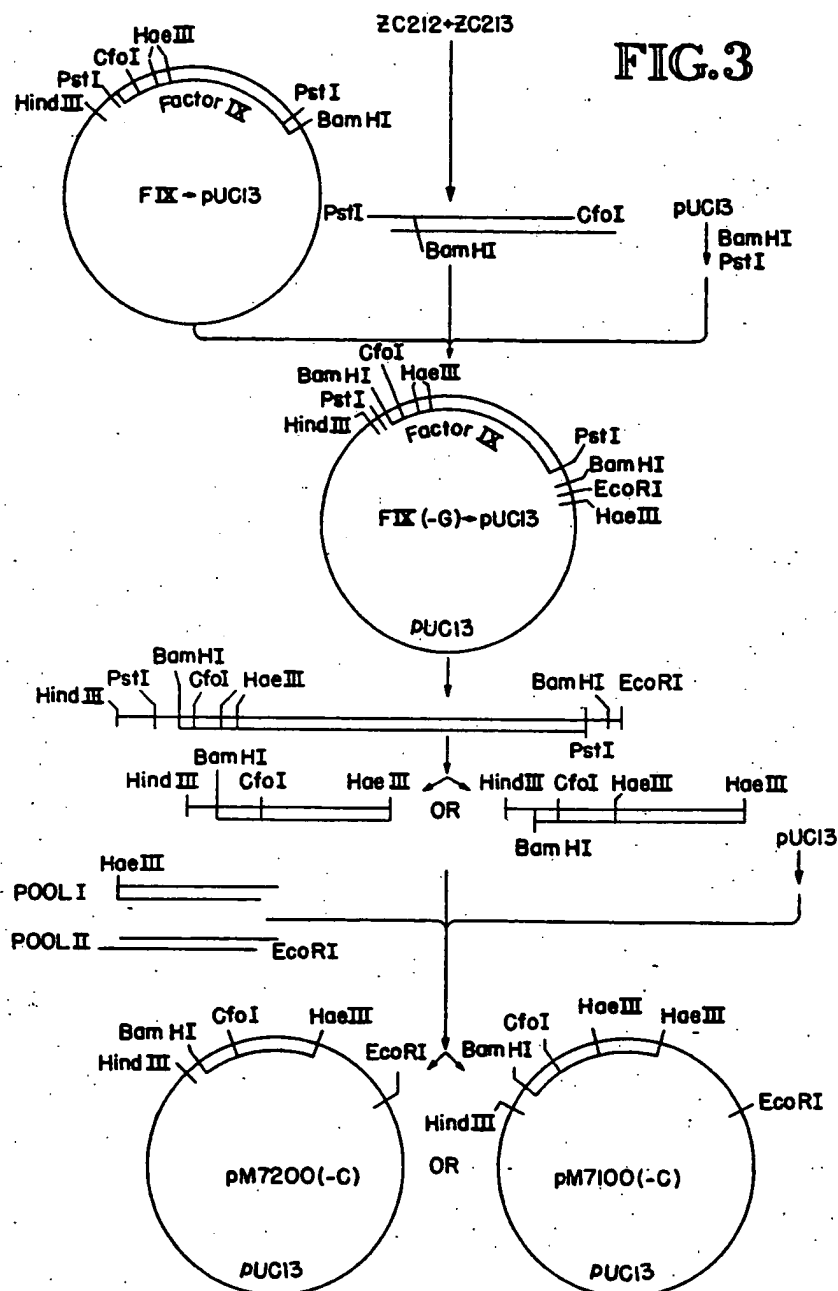 FIG.3
ZC212+ZC213
HaeIII
CfoI
PstI
HindIII
Factor IX
PstI
BamHI
FIX→pUC13
PstI
CfoI
BamHI
pUC13
BamHI
PstI
CfoI
HaeIII
BamHI
PstI
HindIII
Factor IX
PstI
BamHI
EcoRI
HaeIII
FIX(-G)→pUC13
pUC13
BamHI
PstI
CfoI
HaeIII
HindIII
BamHI
EcoRI
PstI
BamHI
HindIII
CfoI
HaeIII
OR
HindIII
CfoI
HaeIII
HaeIII
BamHI
pUC13
HaeIII
POOL I
POOL II
EcoRI
CfoI
HaeIII
BamHI
HindIII
EcoRI
pM7200(-C)
pUC13
OR
HaeIII
CfoI
HaeIII
BamHI
HindIII
EcoRI
pM7100(-C)
pUC13